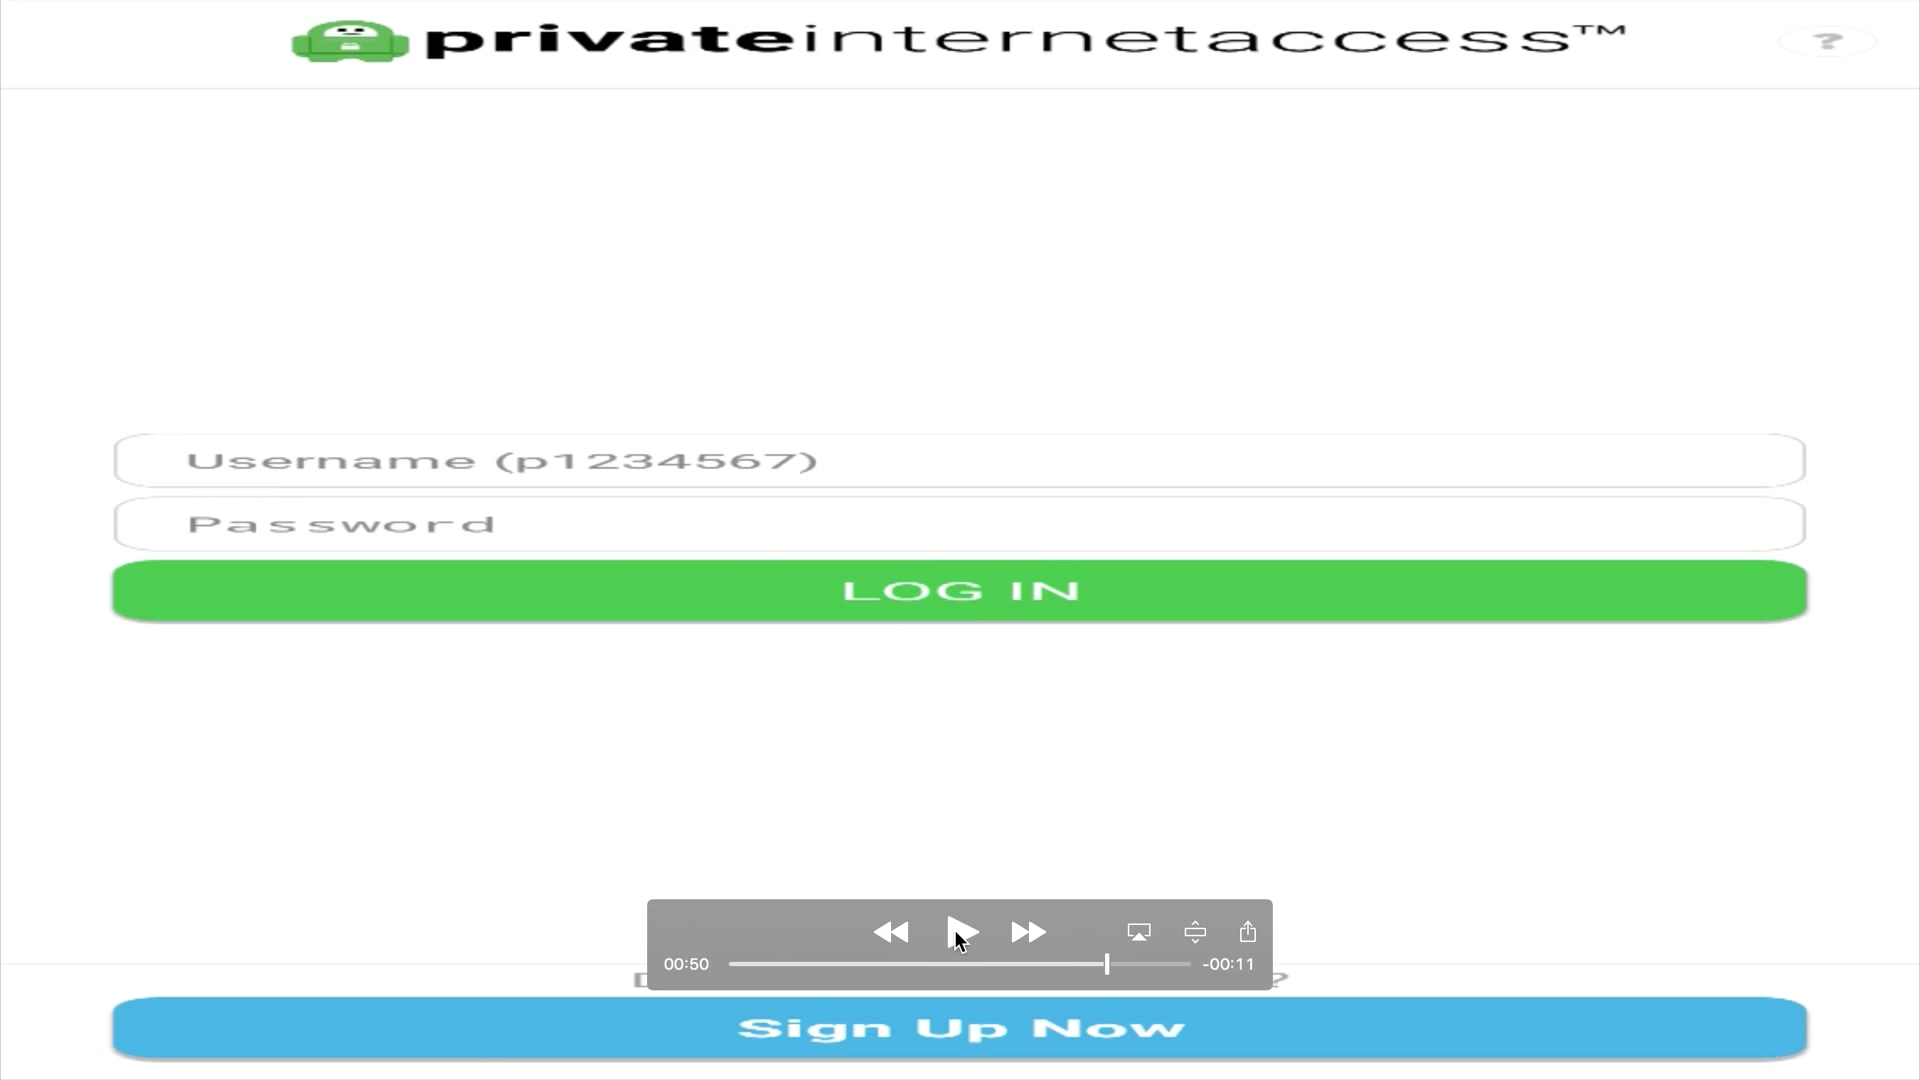 privateinternetaccess™
?
Username (p1234567)
Password
LOG IN
00:50
-00:11
?
Sign Up Now